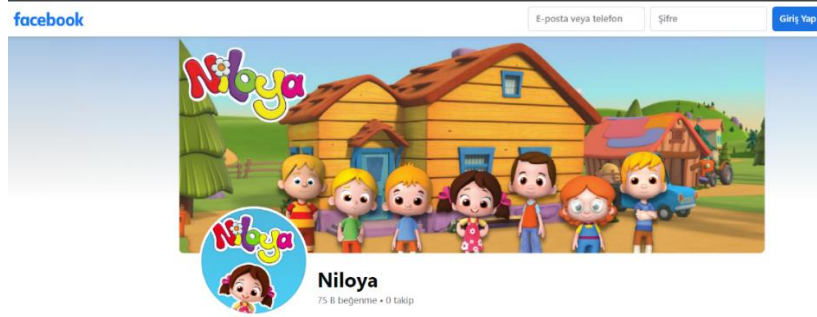 facebook
E-posta veya telefon
Şifre
Giriş Yap
Niloya
Niloya
Niloya
75 B beğenme • 0 takip